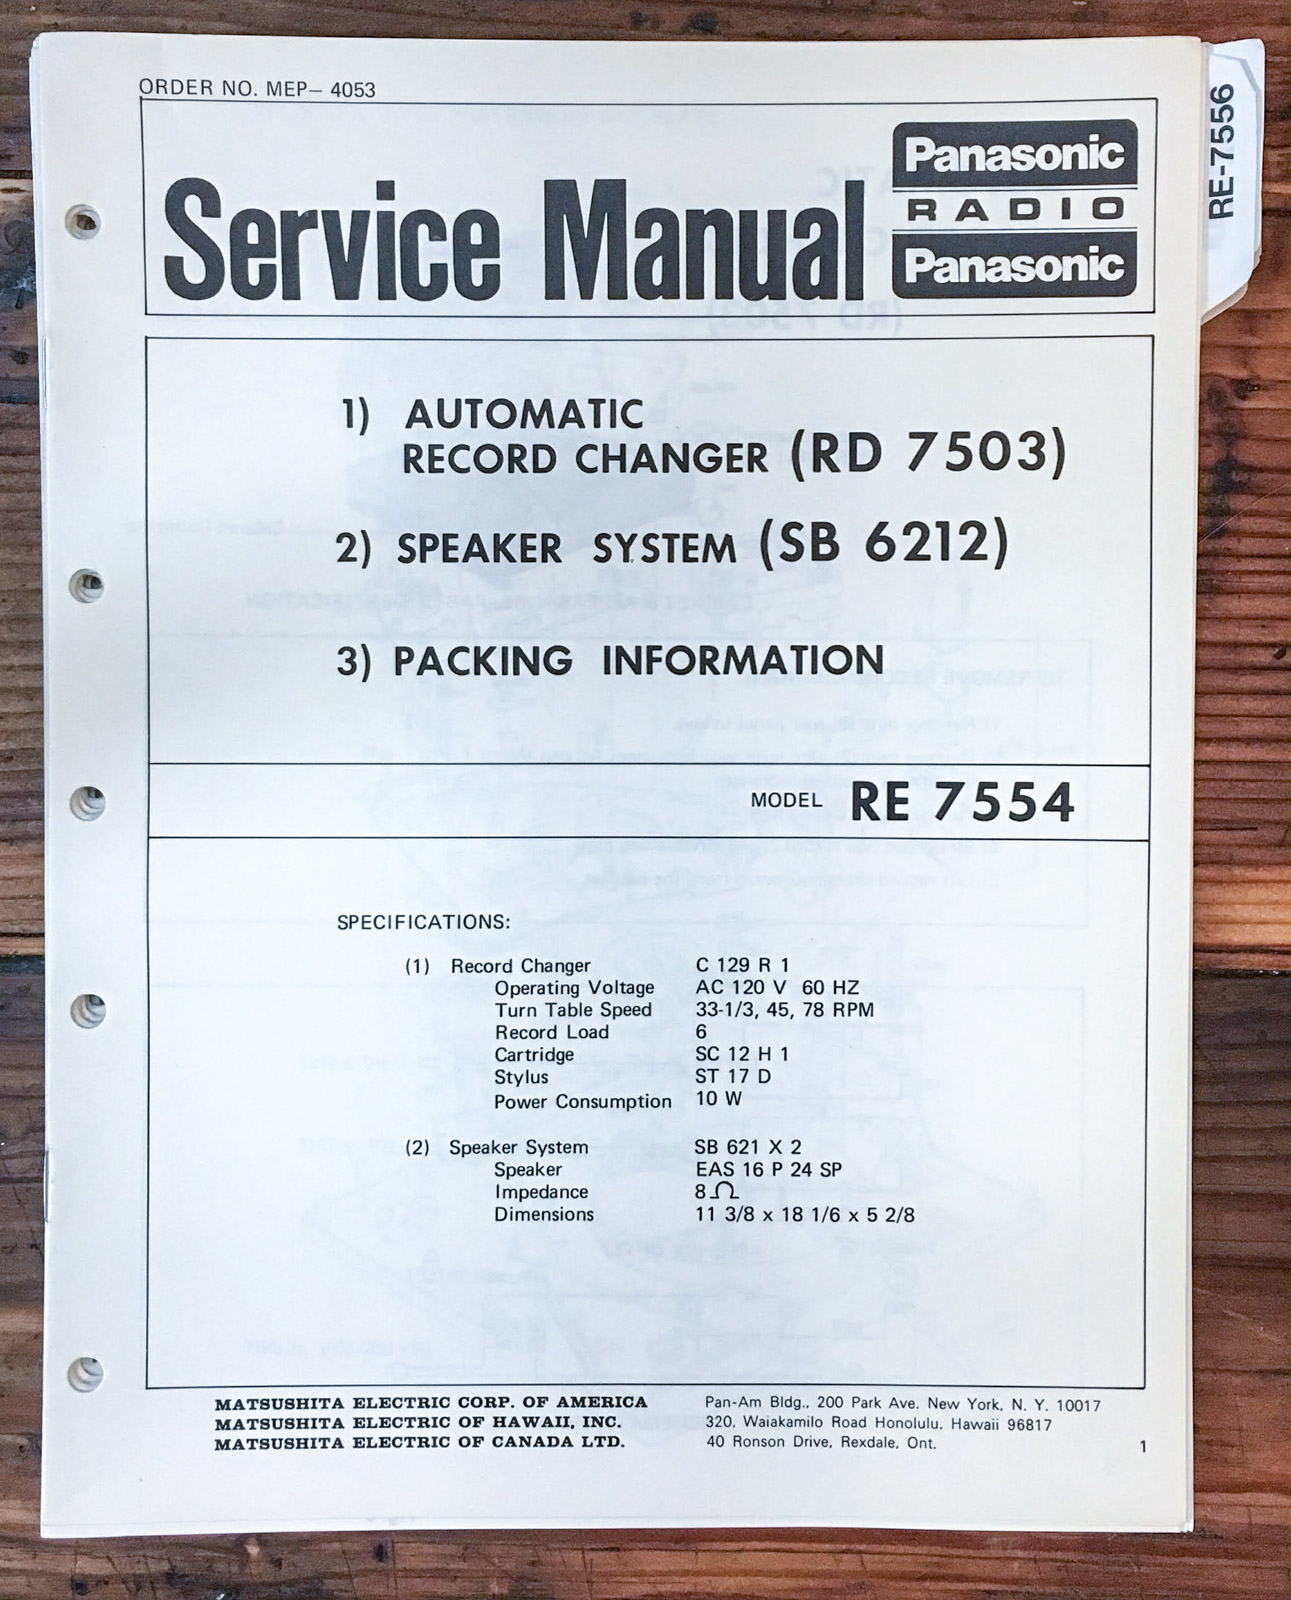 ORDER NO. MEP– 4053
Service Manual
Panasonic
RADIO
Panasonic
RE-7556
1) AUTOMATIC
RECORD CHANGER (RD 7503)
2) SPEAKER SYSTEM (SB 6212)
3) PACKING INFORMATION
MODEL RE 7554
SPECIFICATIONS:
(1) Record Changer C 129 R 1
Operating Voltage AC 120 V 60 HZ
Turn Table Speed 33-1/3, 45, 78 RPM
Record Load 6
Cartridge SC 12 H 1
Stylus ST 17 D
Power Consumption 10 W
(2) Speaker System SB 621 X 2
Speaker EAS 16 P 24 SP
Impedance 8Ω
Dimensions 11 3/8 x 18 1/6 x 5 2/8
MATSUSHITA ELECTRIC CORP. OF AMERICA Pan-Am Bldg., 200 Park Ave. New York, N. Y. 10017
MATSUSHITA ELECTRIC OF HAWAII, INC. 320, Waiakamilo Road Honolulu, Hawaii 96817
MATSUSHITA ELECTRIC OF CANADA LTD. 40 Ronson Drive, Rexdale, Ont.
1